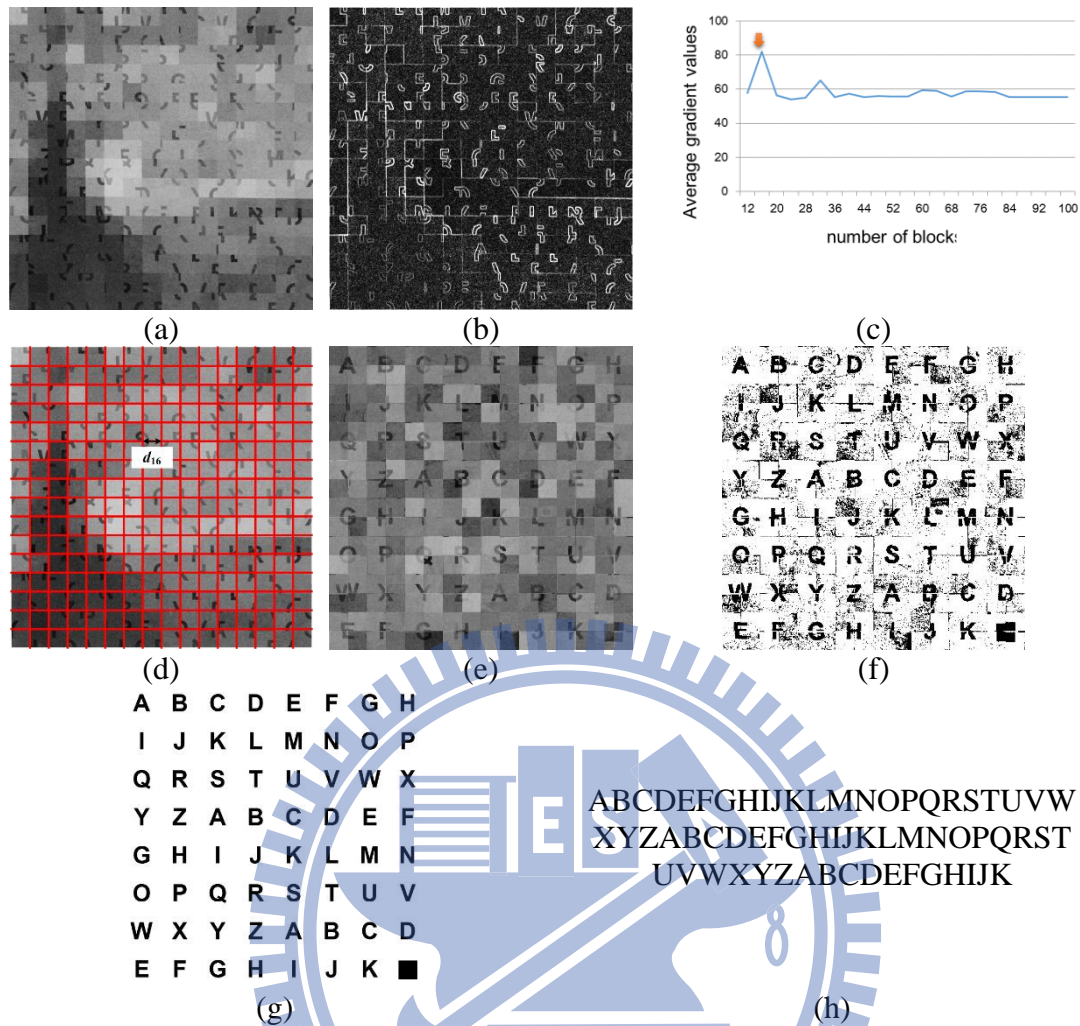 (a)
(b)
Average gradient values
100
80
60
40
20
0
12 20 28 36 44 52 60 68 76 84 92 100
number of blocks
(c)
d16
(d)
A B C D E F G H
I J K L M N O P
Q R S T U V W X
Y Z A B C D E F
G H I J K L M N
O P Q R S T U V
W X Y Z A B C D
E F G H I J K
(e)
A B C D E F G H
I J K L M N O P
Q R S T U V W X
Y Z A B C D E F
G H I J K L M N
O P Q R S T U V
W X Y Z A B C D
E F G H I J K
(f)
A B C D E F G H
I J K L M N O P
Q R S T U V W X
Y Z A B C D E F
G H I J K L M N
O P Q R S T U V
W X Y Z A B C D
E F G H I J K
(g)
ABCDEFGHIJKLMNOPQRSTUVW
XYZABCDEFGHIJKLMNOPQRST
UVWXYZABCDEFGHIJK
(h)
ESA